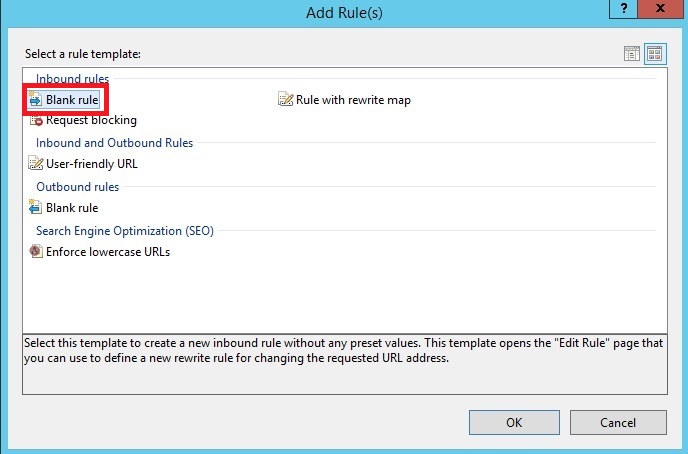 Add Rule(s)
?
x
Select a rule template:
Inbound rules
Blank rule
Rule with rewrite map
Request blocking
Inbound and Outbound Rules
User-friendly URL
Outbound rules
Blank rule
Search Engine Optimization (SEO)
Enforce lowercase URLs
Select this template to create a new inbound rule without any preset values. This template opens the "Edit Rule" page that
you can use to define a new rewrite rule for changing the requested URL address.
OK
Cancel